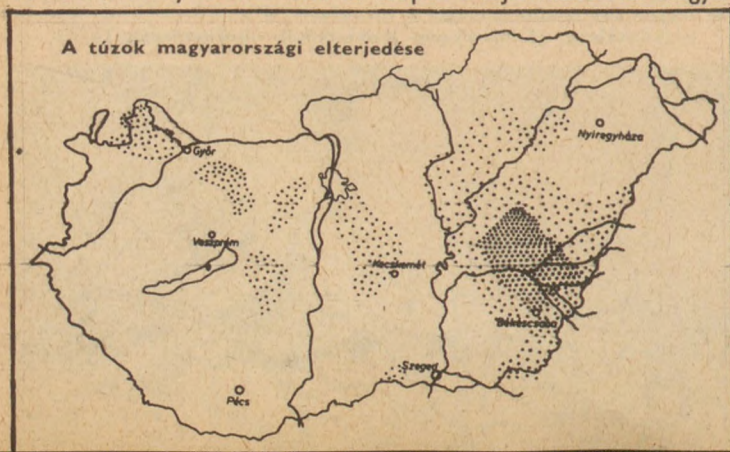 A túzok magyarországi elterjedése
Nyíregyháza
Győr
Veszprém
Kecskemét
Békéscsaba
Szeged
Pécs